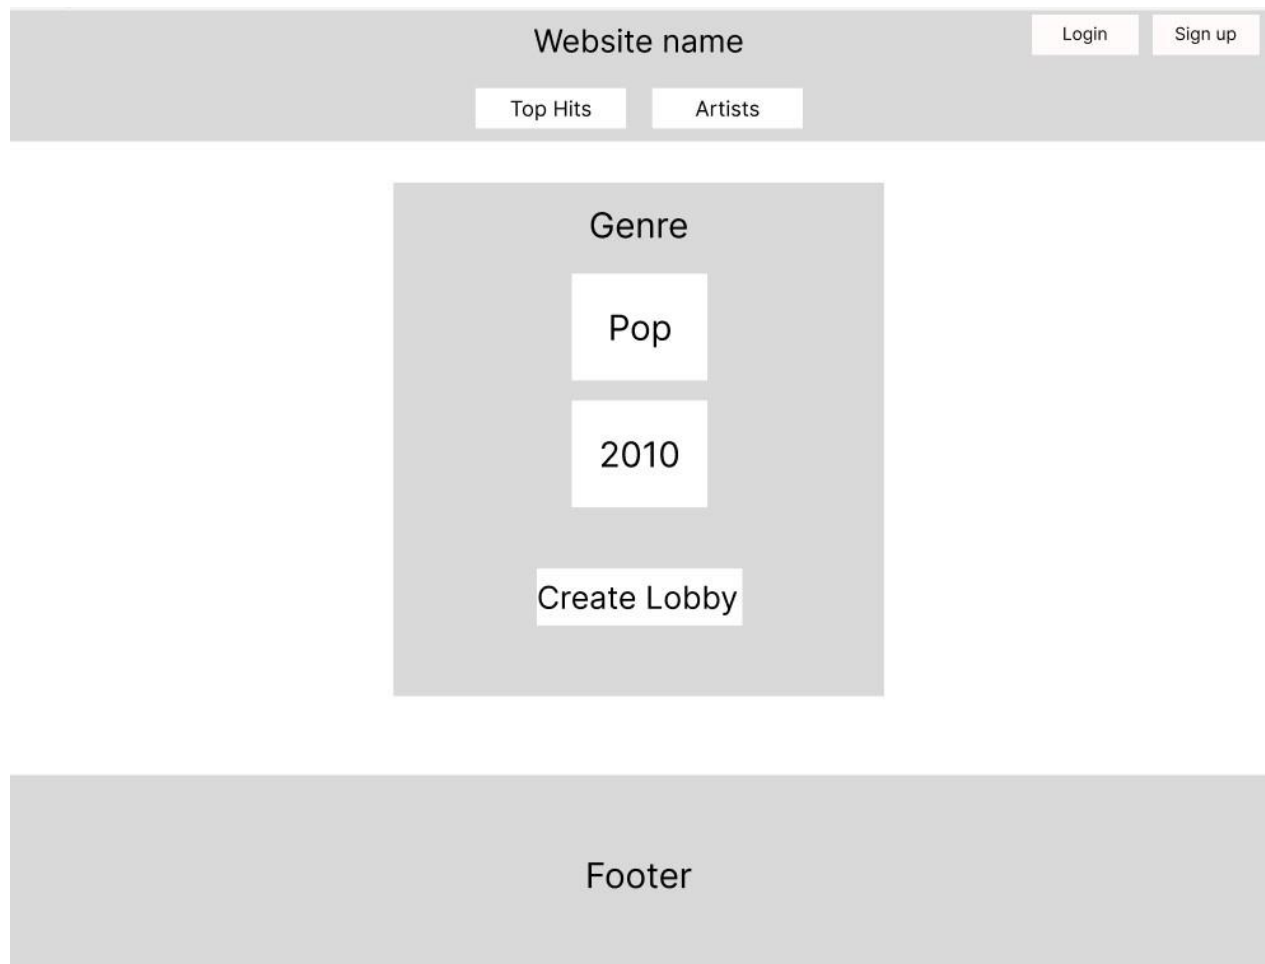 Website name
Login
Sign up
Top Hits
Artists
Genre
Pop
2010
Create Lobby
Footer